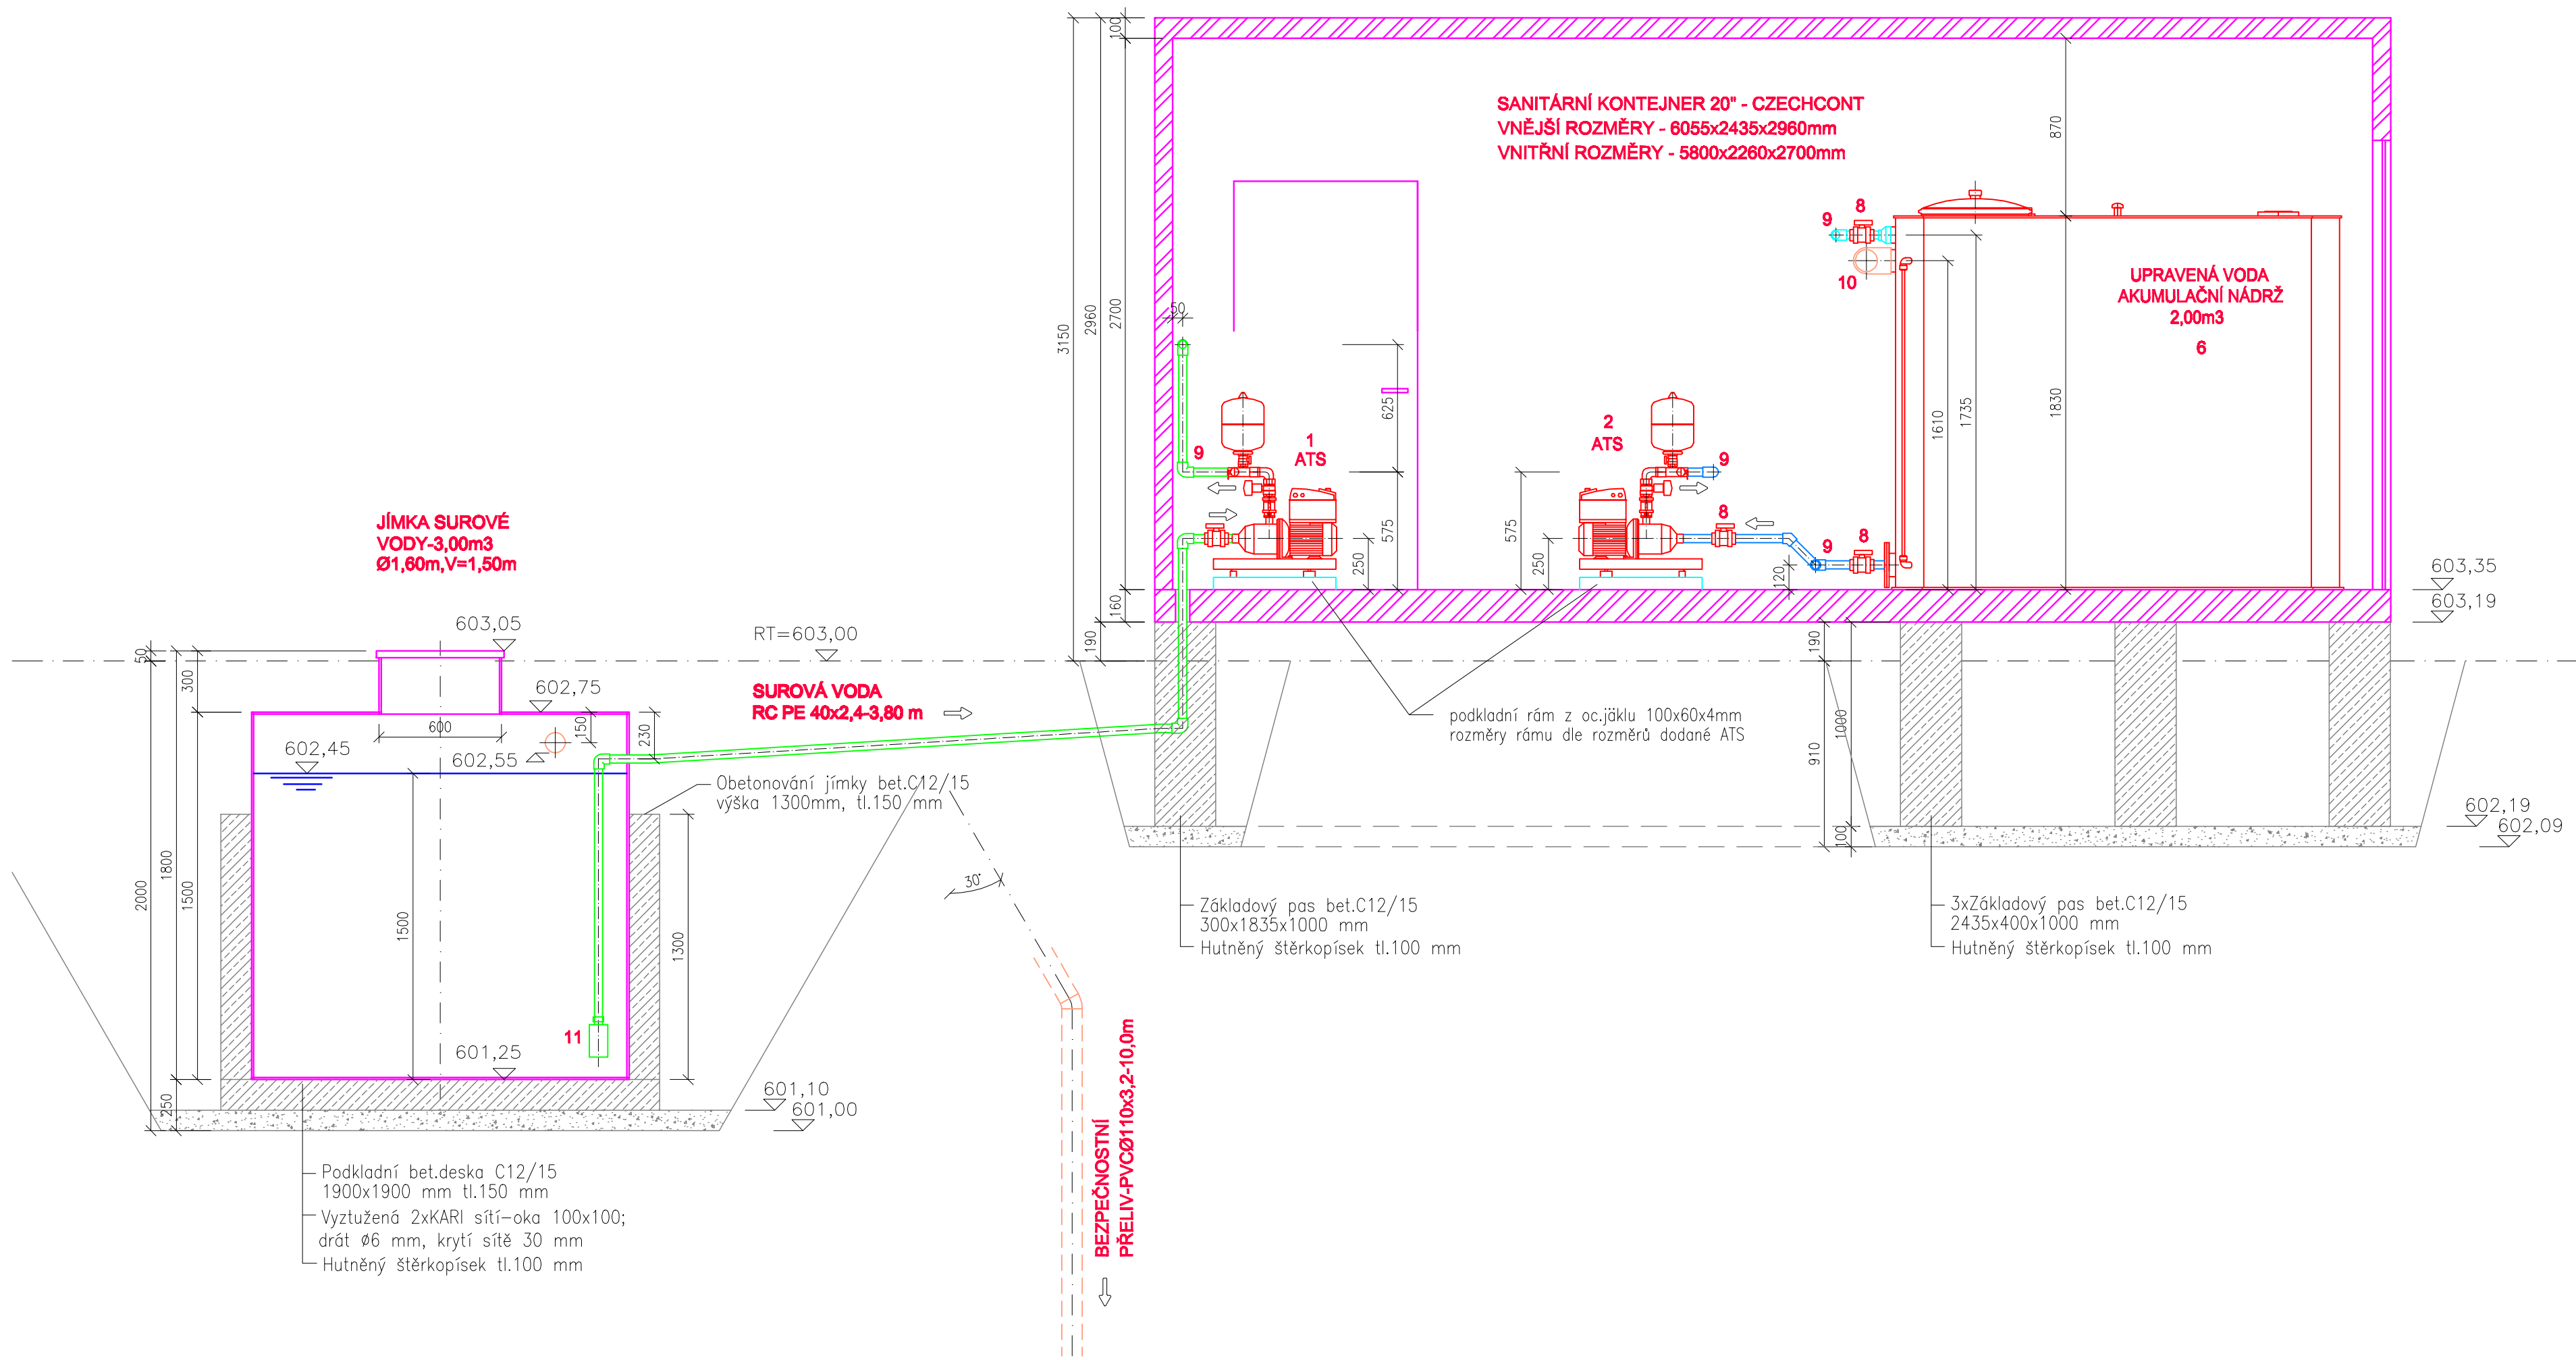 SANITÁRNÍ KONTEJNER 20" - CZECHCONT
VNĚJŠÍ ROZMĚRY - 6055x2435x2960mm
VNITŘNÍ ROZMĚRY - 5800x2260x2700mm
100
3150
2960
2700
160
190
50
870
1830
1735
1610
9
8
10
UPRAVENÁ VODA
AKUMULAČNÍ NÁDRŽ
2,00m3
6
9
1
ATS
625
575
250
2
ATS
9
8
575
250
9
8
120
603,35
603,19
JÍMKA SUROVÉ
VODY-3,00m3
Ø1,60m,V=1,50m
603,05
RT=603,00
50
300
602,75
600
150
230
602,45
602,55
SUROVÁ VODA
RC PE 40x2,4-3,80 m
podkladní rám z oc.jäklu 100x60x4mm
rozměry rámu dle rozměrů dodané ATS
190
1000
910
100
602,19
602,09
Obetonování jímky bet.C12/15
výška 1300mm, tl.150 mm
2000
1800
1500
1500
1300
250
11
601,25
601,10
601,00
30°
Základový pas bet.C12/15
300x1835x1000 mm
Hutněný štěrkopísek tl.100 mm
3xZákladový pas bet.C12/15
2435x400x1000 mm
Hutněný štěrkopísek tl.100 mm
Podkladní bet.deska C12/15
1900x1900 mm tl.150 mm
Vyztužená 2xKARI sítí-oka 100x100;
drát ø6 mm, krytí sítě 30 mm
Hutněný štěrkopísek tl.100 mm
BEZPEČNOSTNÍ
PŘELIV-PVCØ110x3,2-10,0m